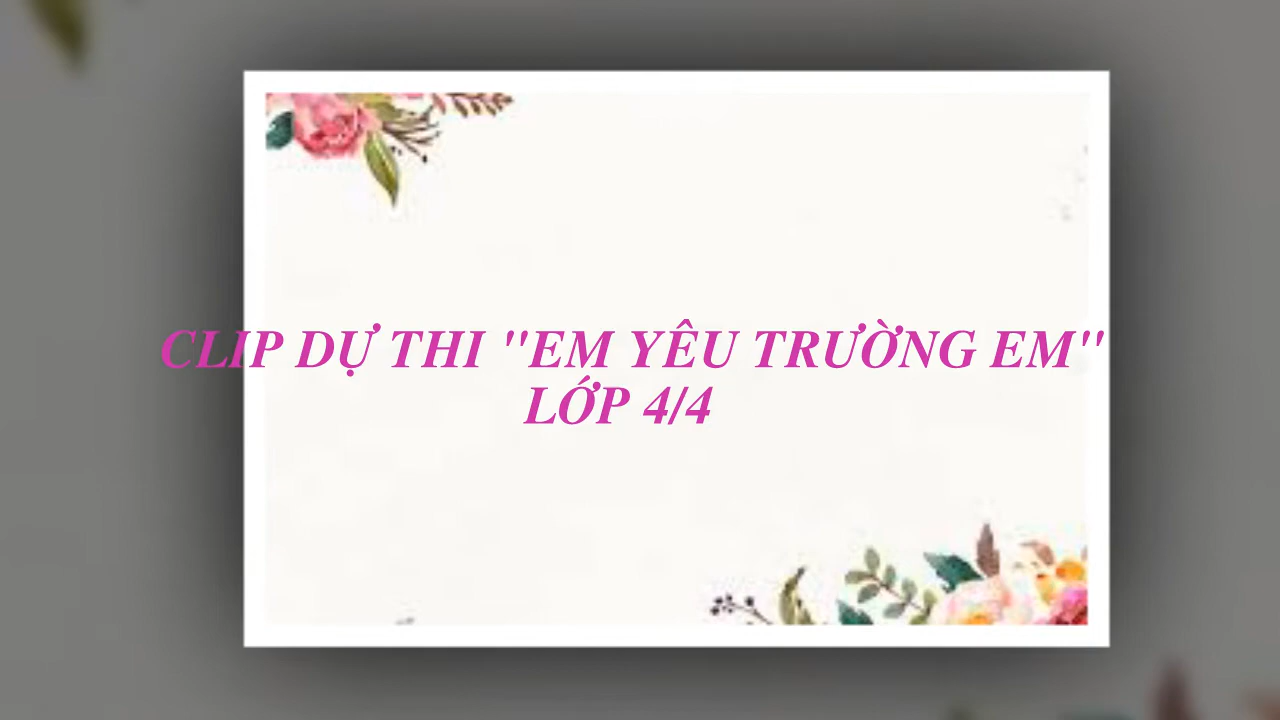 CLIP DỰ THI "EM YÊU TRƯỜNG EM"
LỚP 4/4